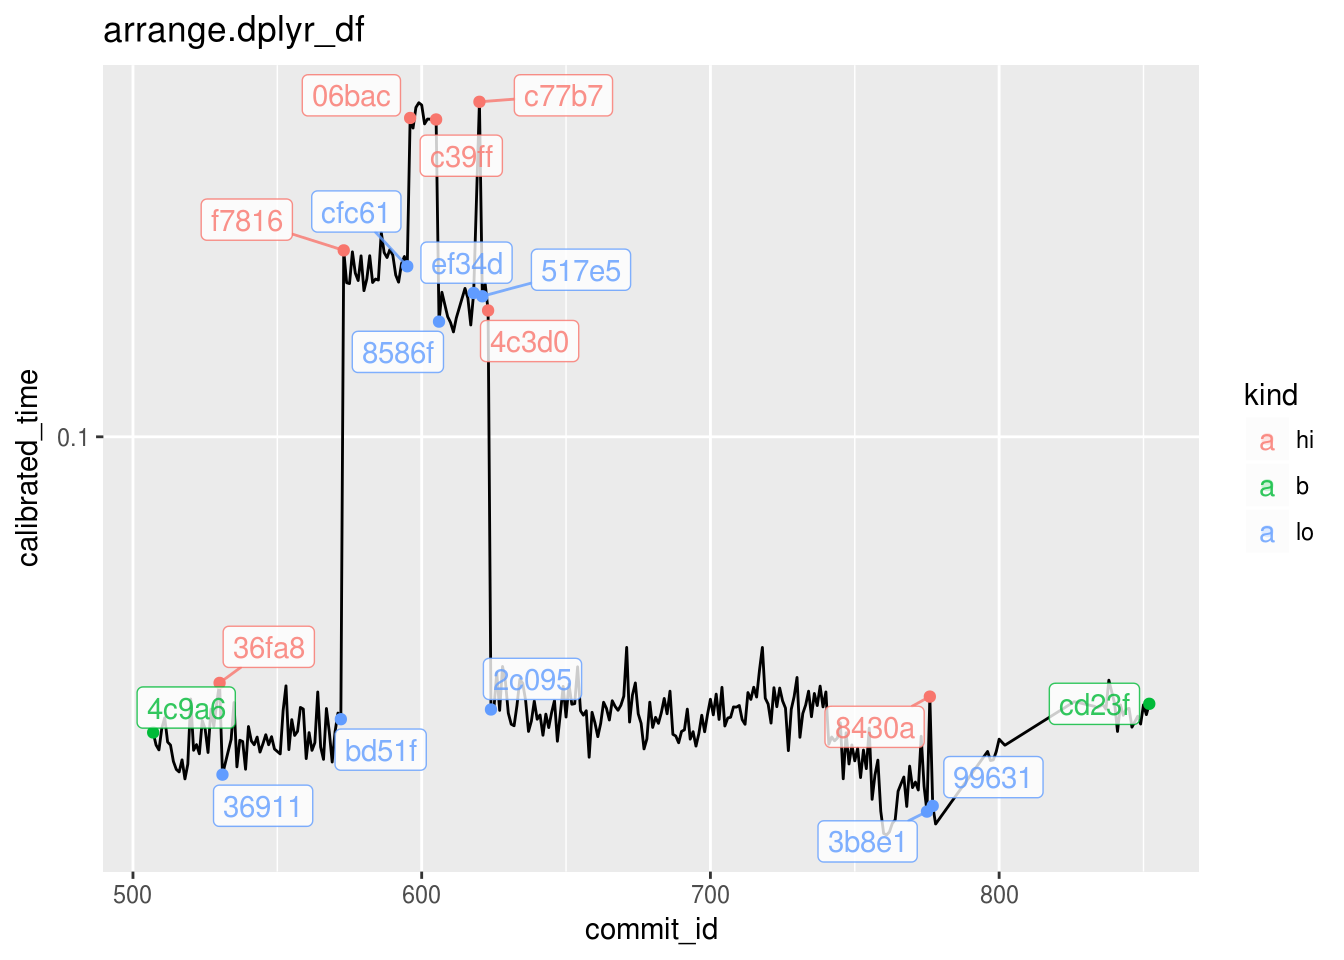 arrange.dplyr_df
06bac
c77b7
c39ff
cfc61
f7816
ef34d
517e5
4c3d0
8586f
calibrated_time
0.1
kind
a hi
a b
a lo
36fa8
2c095
4c9a6
cd23f
8430a
bd51f
99631
36911
3b8e1
500 600 700 800
commit_id